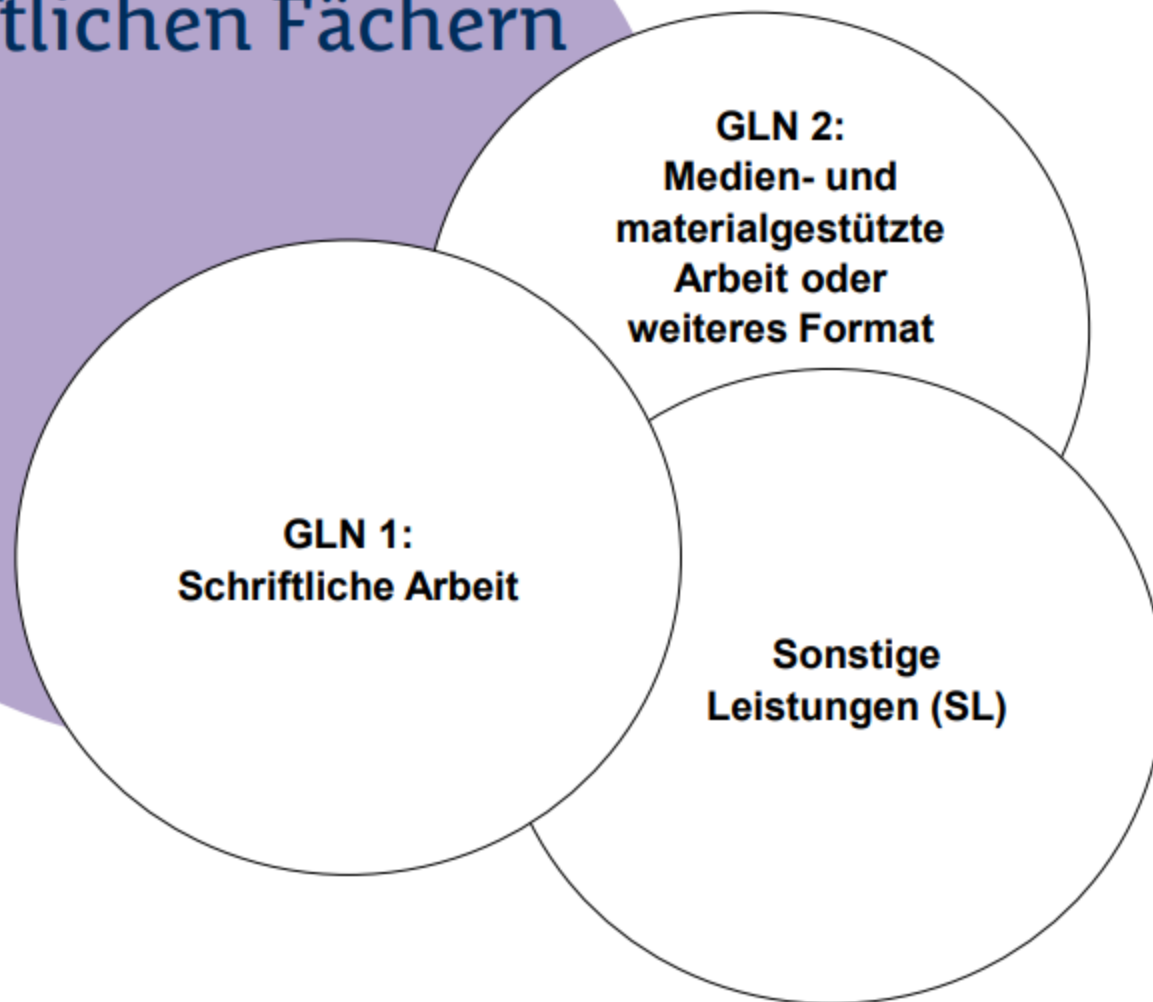 tlichen Fächern
GLN 2:
Medien- und
materialgestützte
Arbeit oder
weiteres Format
GLN 1:
Schriftliche Arbeit
Sonstige
Leistungen (SL)